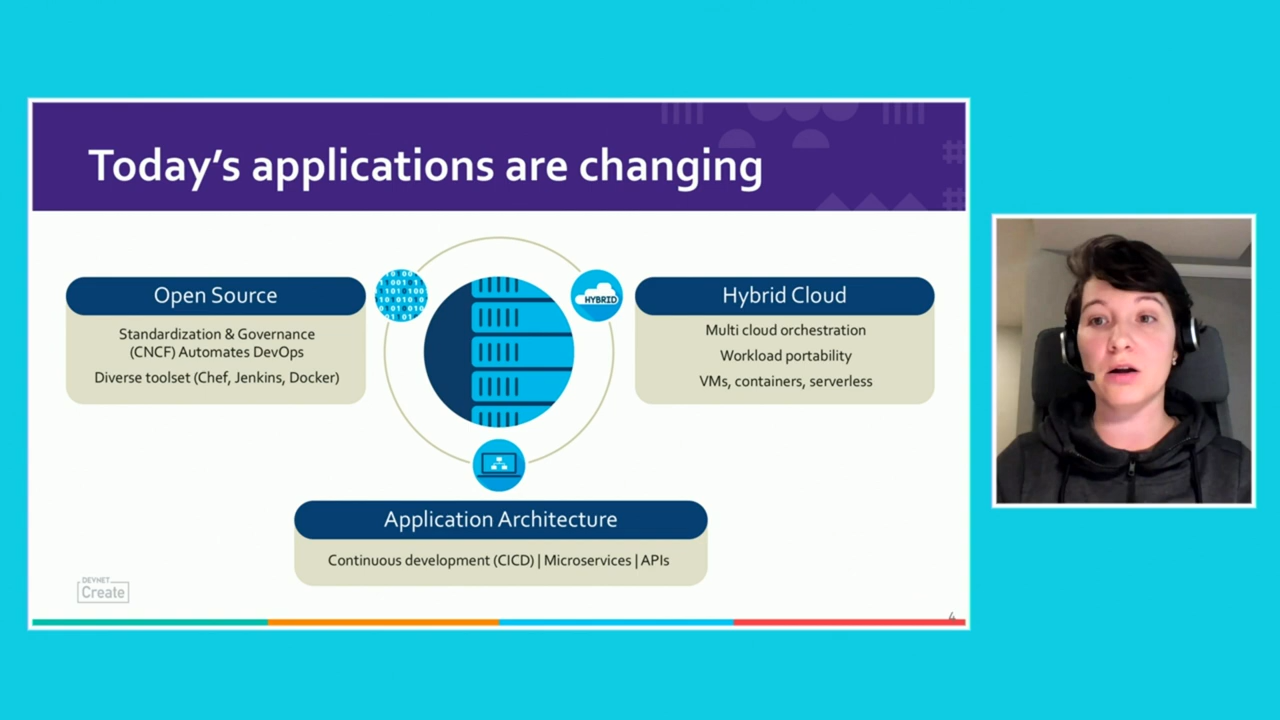 Today's applications are changing
Open Source
Standardization & Governance
(CNCF) Automates DevOps
Diverse toolset (Chef, Jenkins, Docker)
HYBRID
Hybrid Cloud
Multi cloud orchestration
Workload portability
VMs, containers, serverless
Application Architecture
Continuous development (CICD) | Microservices | APIs
DEVNET
Create
4